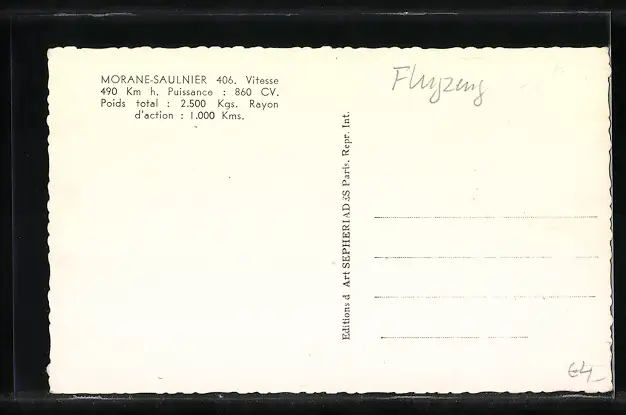 MORANE-SAULNIER 406. Vitesse
490 Km h. Puissance : 860 CV.
Poids total : 2.500 Kgs. Rayon
d'action : 1.000 Kms.
Flugzeug
Editions d Art SEPHERIADÈS Paris. Repr. Int.
64